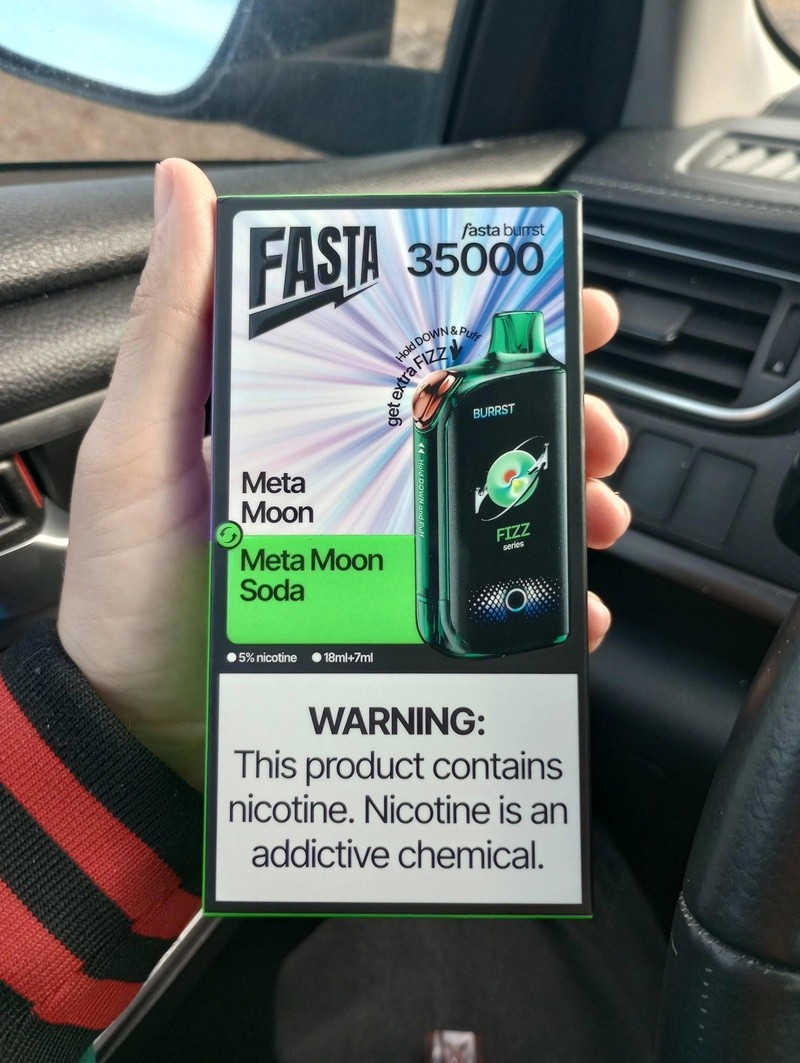 FASTA
fasta burrst
35000
Hold DOWN & Puff
get extra FIZZ
BURRST
Hold DOWN and Puff
FIZZ
series
Meta
Moon
Meta Moon
Soda
5% nicotine
18ml+7ml
WARNING:
This product contains
nicotine. Nicotine is an
addictive chemical.